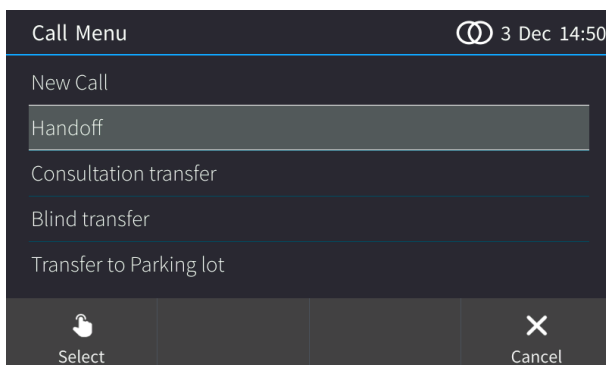 Call Menu 3 Dec 14:50
New Call
Handoff
Consultation transfer
Blind transfer
Transfer to Parking lot
Select Cancel